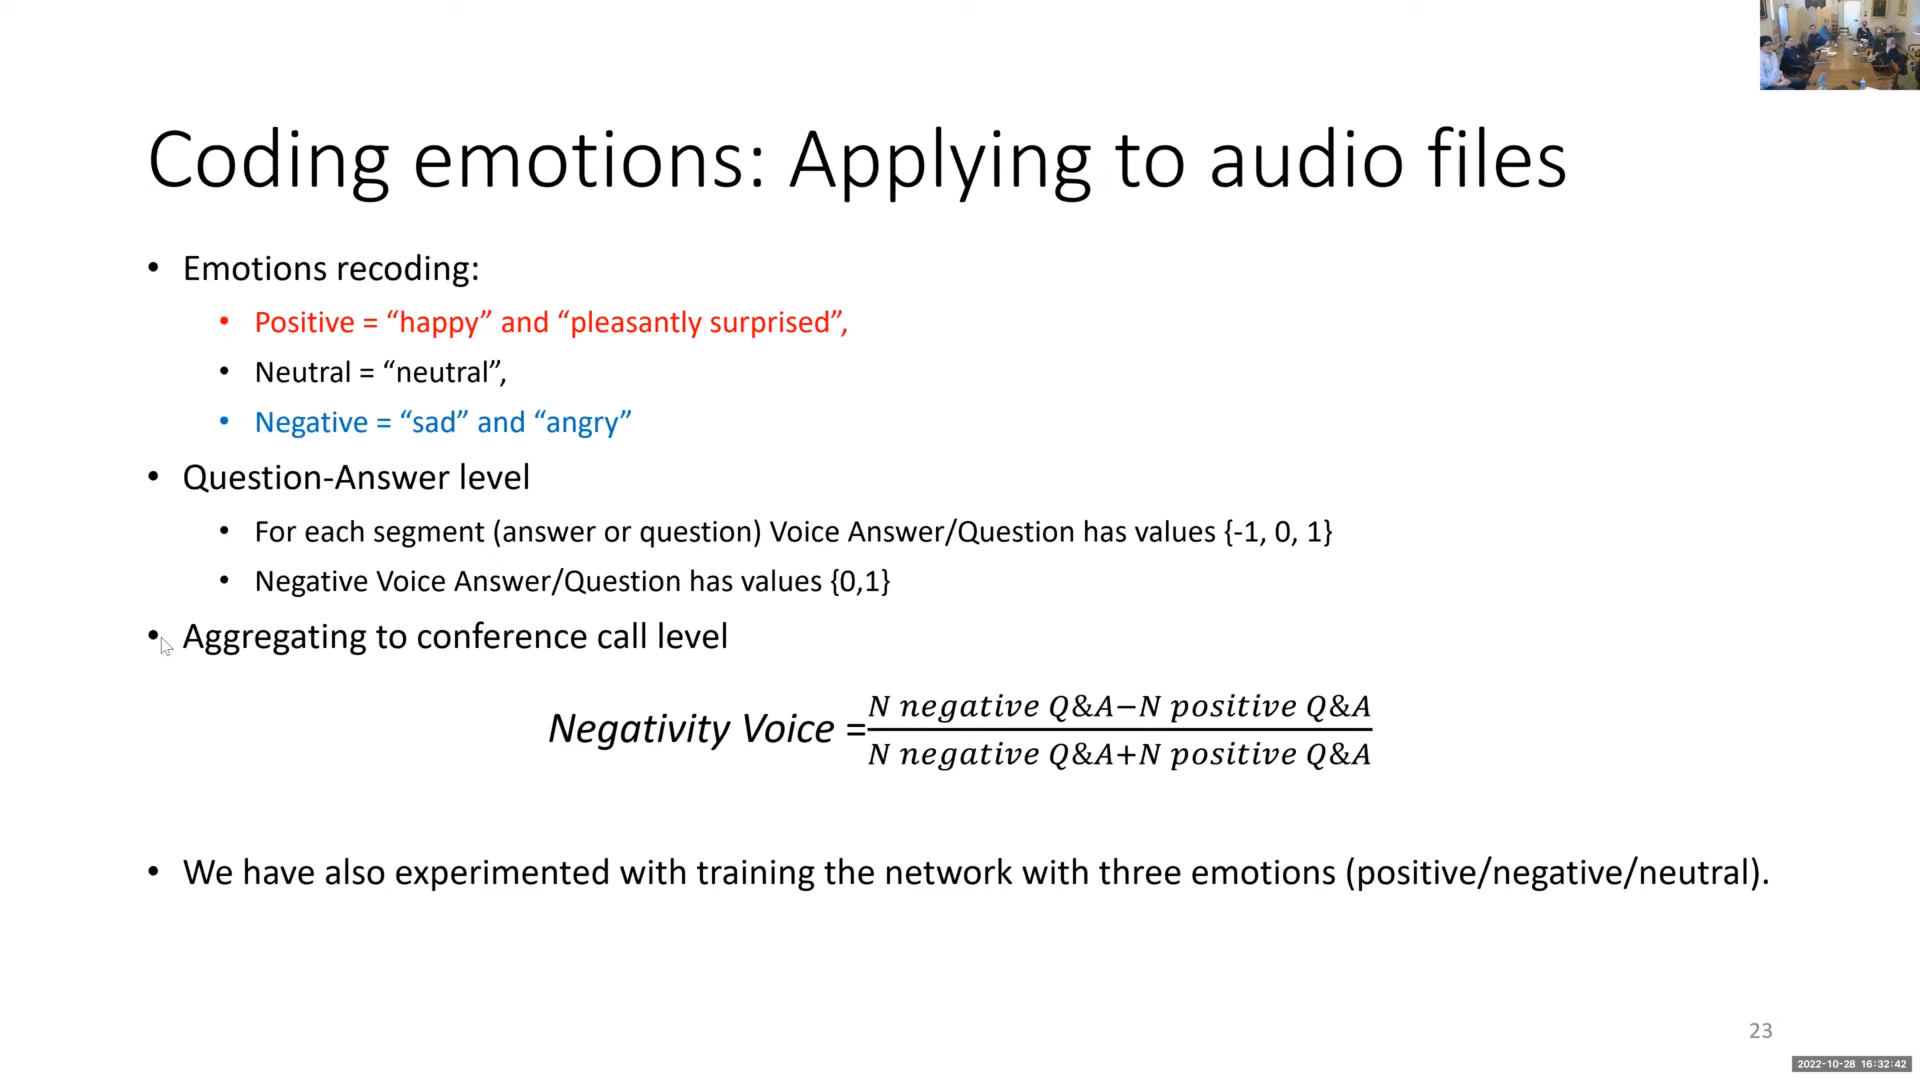 Coding emotions: Applying to audio files
• Emotions recoding:
• Positive = “happy” and “pleasantly surprised”,
• Neutral = “neutral”,
• Negative = “sad” and “angry”
• Question-Answer level
• For each segment (answer or question) Voice Answer/Question has values {-1, 0, 1}
• Negative Voice Answer/Question has values {0,1}
• Aggregating to conference call level
Negativity Voice = N negative Q&A−N positive Q&A / N negative Q&A+N positive Q&A
• We have also experimented with training the network with three emotions (positive/negative/neutral).
23
2022-10-28 16:32:42